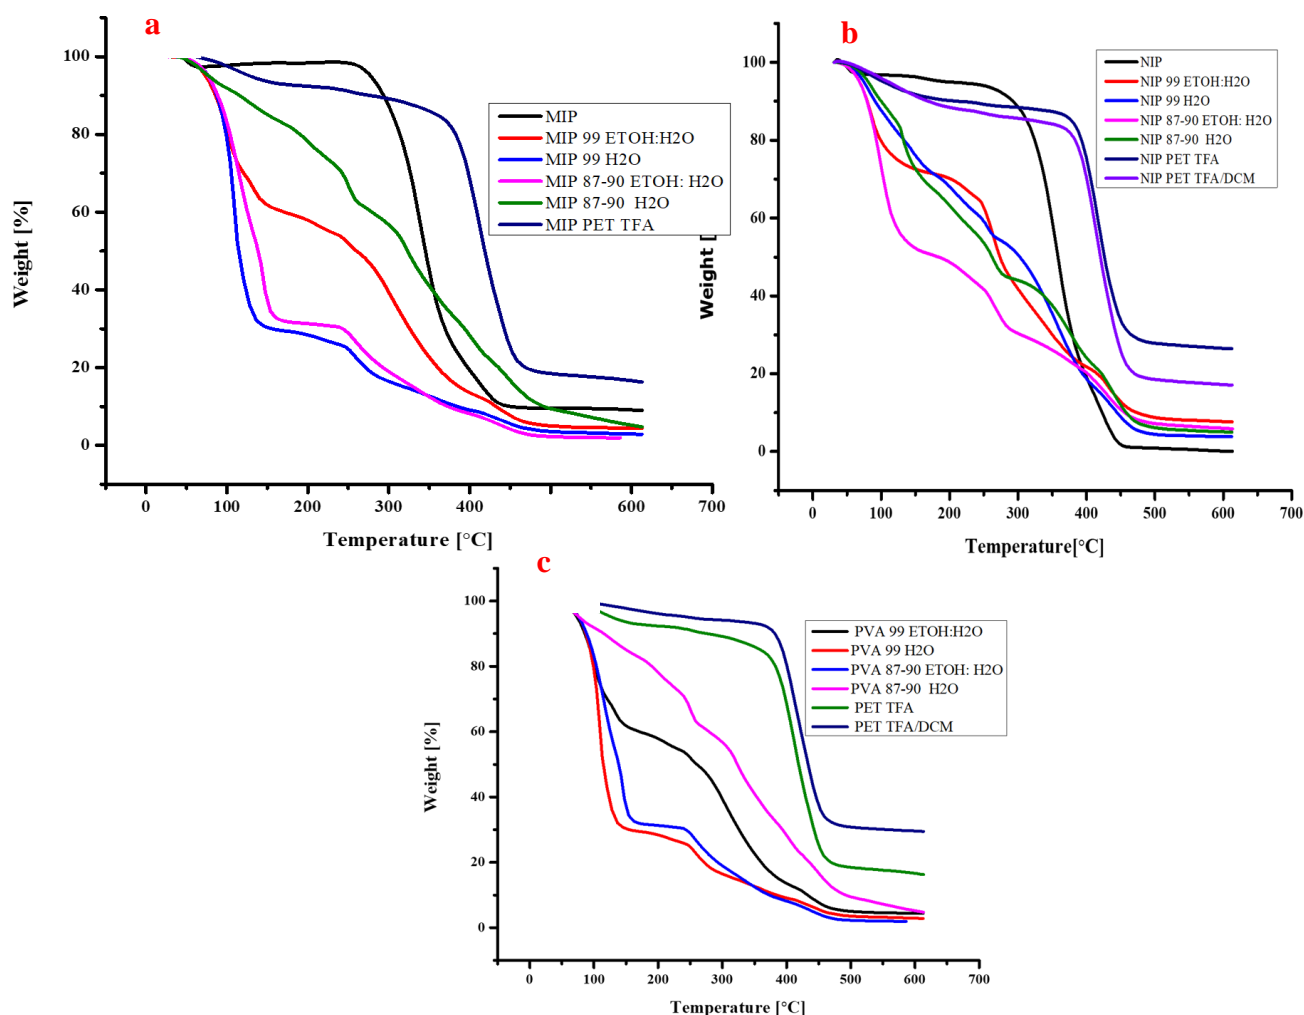 a
Weight [%]
100
80
60
40
20
0
0
100
200
300
400
600
700
Temperature [°C]
MIP
MIP 99 ETOH:H2O
MIP 99 H2O
MIP 87-90 ETOH: H2O
MIP 87-90 H2O
MIP PET TFA
b
Weight [
100
80
60
40
20
0
0
100
200
300
400
500
600
700
Temperature[°C]
NIP
NIP 99 ETOH:H2O
NIP 99 H2O
NIP 87-90 ETOH: H2O
NIP 87-90 H2O
NIP PET TFA
NIP PET TFA/DCM
c
Weight [%]
100
80
60
40
20
0
0
100
200
300
400
500
600
700
Temperature [°C]
PVA 99 ETOH:H2O
PVA 99 H2O
PVA 87-90 ETOH: H2O
PVA 87-90 H2O
PET TFA
PET TFA/DCM